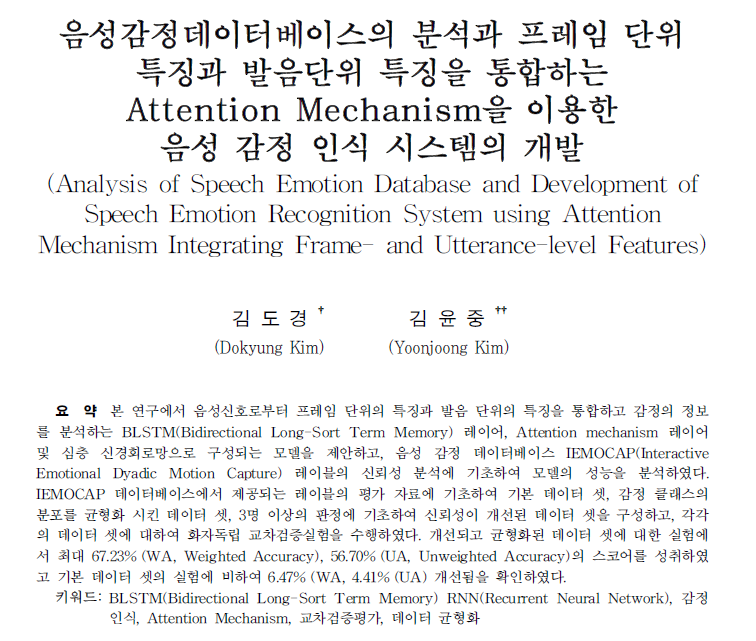 음성감정데이터베이스의 분석과 프레임 단위
특징과 발음단위 특징을 통합하는
Attention Mechanism을 이용한
음성 감정 인식 시스템의 개발
(Analysis of Speech Emotion Database and Development of
Speech Emotion Recognition System using Attention
Mechanism Integrating Frame- and Utterance-level Features)
김 도 경 † 김 윤 중 ††
(Dokyung Kim) (Yoonjoong Kim)
요 약 본 연구에서 음성신호로부터 프레임 단위의 특징과 발음 단위의 특징을 통합하고 감정의 정보
를 분석하는 BLSTM(Bidirectional Long-Sort Term Memory) 레이어, Attention mechanism 레이어
및 심층 신경회로망으로 구성되는 모델을 제안하고, 음성 감정 데이터베이스 IEMOCAP(Interactive
Emotional Dyadic Motion Capture) 레이블의 신뢰성 분석에 기초하여 모델의 성능을 분석하였다.
IEMOCAP 데이터베이스에서 제공되는 레이블의 평가 자료에 기초하여 기본 데이터 셋, 감정 클래스의
분포를 균형화 시킨 데이터 셋, 3명 이상의 판정에 기초하여 신뢰성이 개선된 데이터 셋을 구성하고, 각각
의 데이터 셋에 대하여 화자독립 교차검증실험을 수행하였다. 개선되고 균형화된 데이터 셋에 대한 실험에
서 최대 67.23% (WA, Weighted Accuracy), 56.70% (UA, Unweighted Accuracy)의 스코어를 성취하였
고 기본 데이터 셋의 실험에 비하여 6.47% (WA, 4.41% (UA) 개선됨을 확인하였다.
키워드: BLSTM(Bidirectional Long-Sort Term Memory) RNN(Recurrent Neural Network), 감정
인식, Attention Mechanism, 교차검증평가, 데이터 균형화